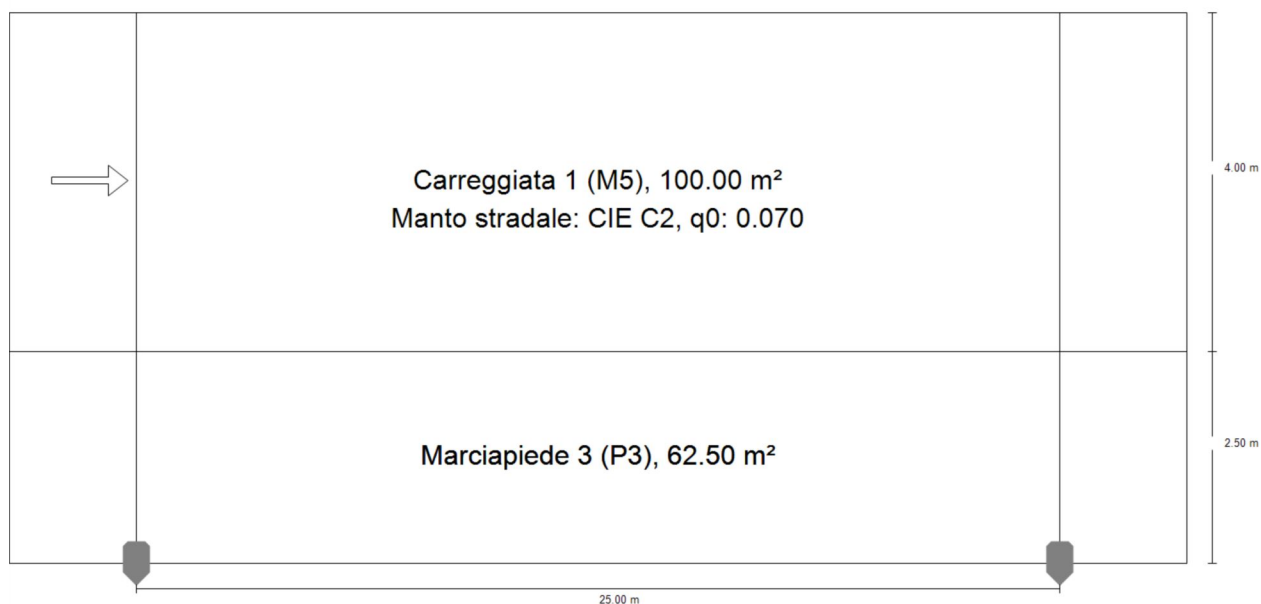 Carreggiata 1 (M5), 100.00 m²
Manto stradale: CIE C2, q0: 0.070
4.00 m
Marciapiede 3 (P3), 62.50 m²
2.50 m
25.00 m